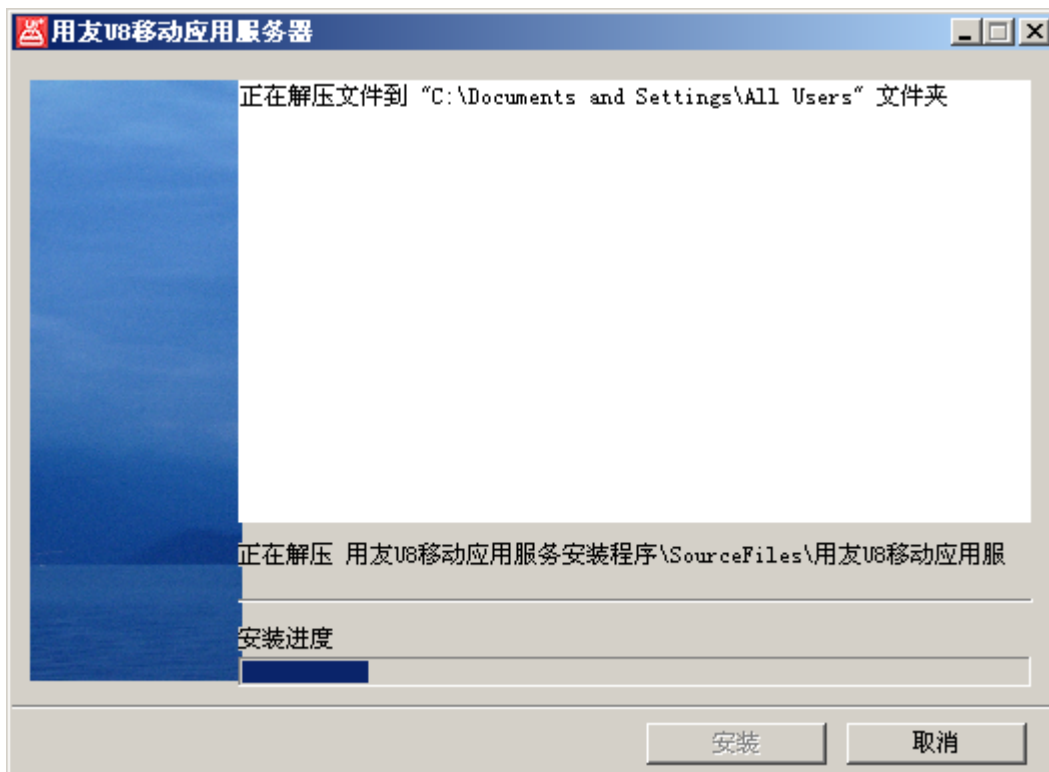 用友U8移动应用服务器
正在解压文件到 "C:\Documents and Settings\All Users" 文件夹
正在解压 用友U8移动应用服务安装程序\SourceFiles\用友U8移动应用服
安装进度
安装
取消